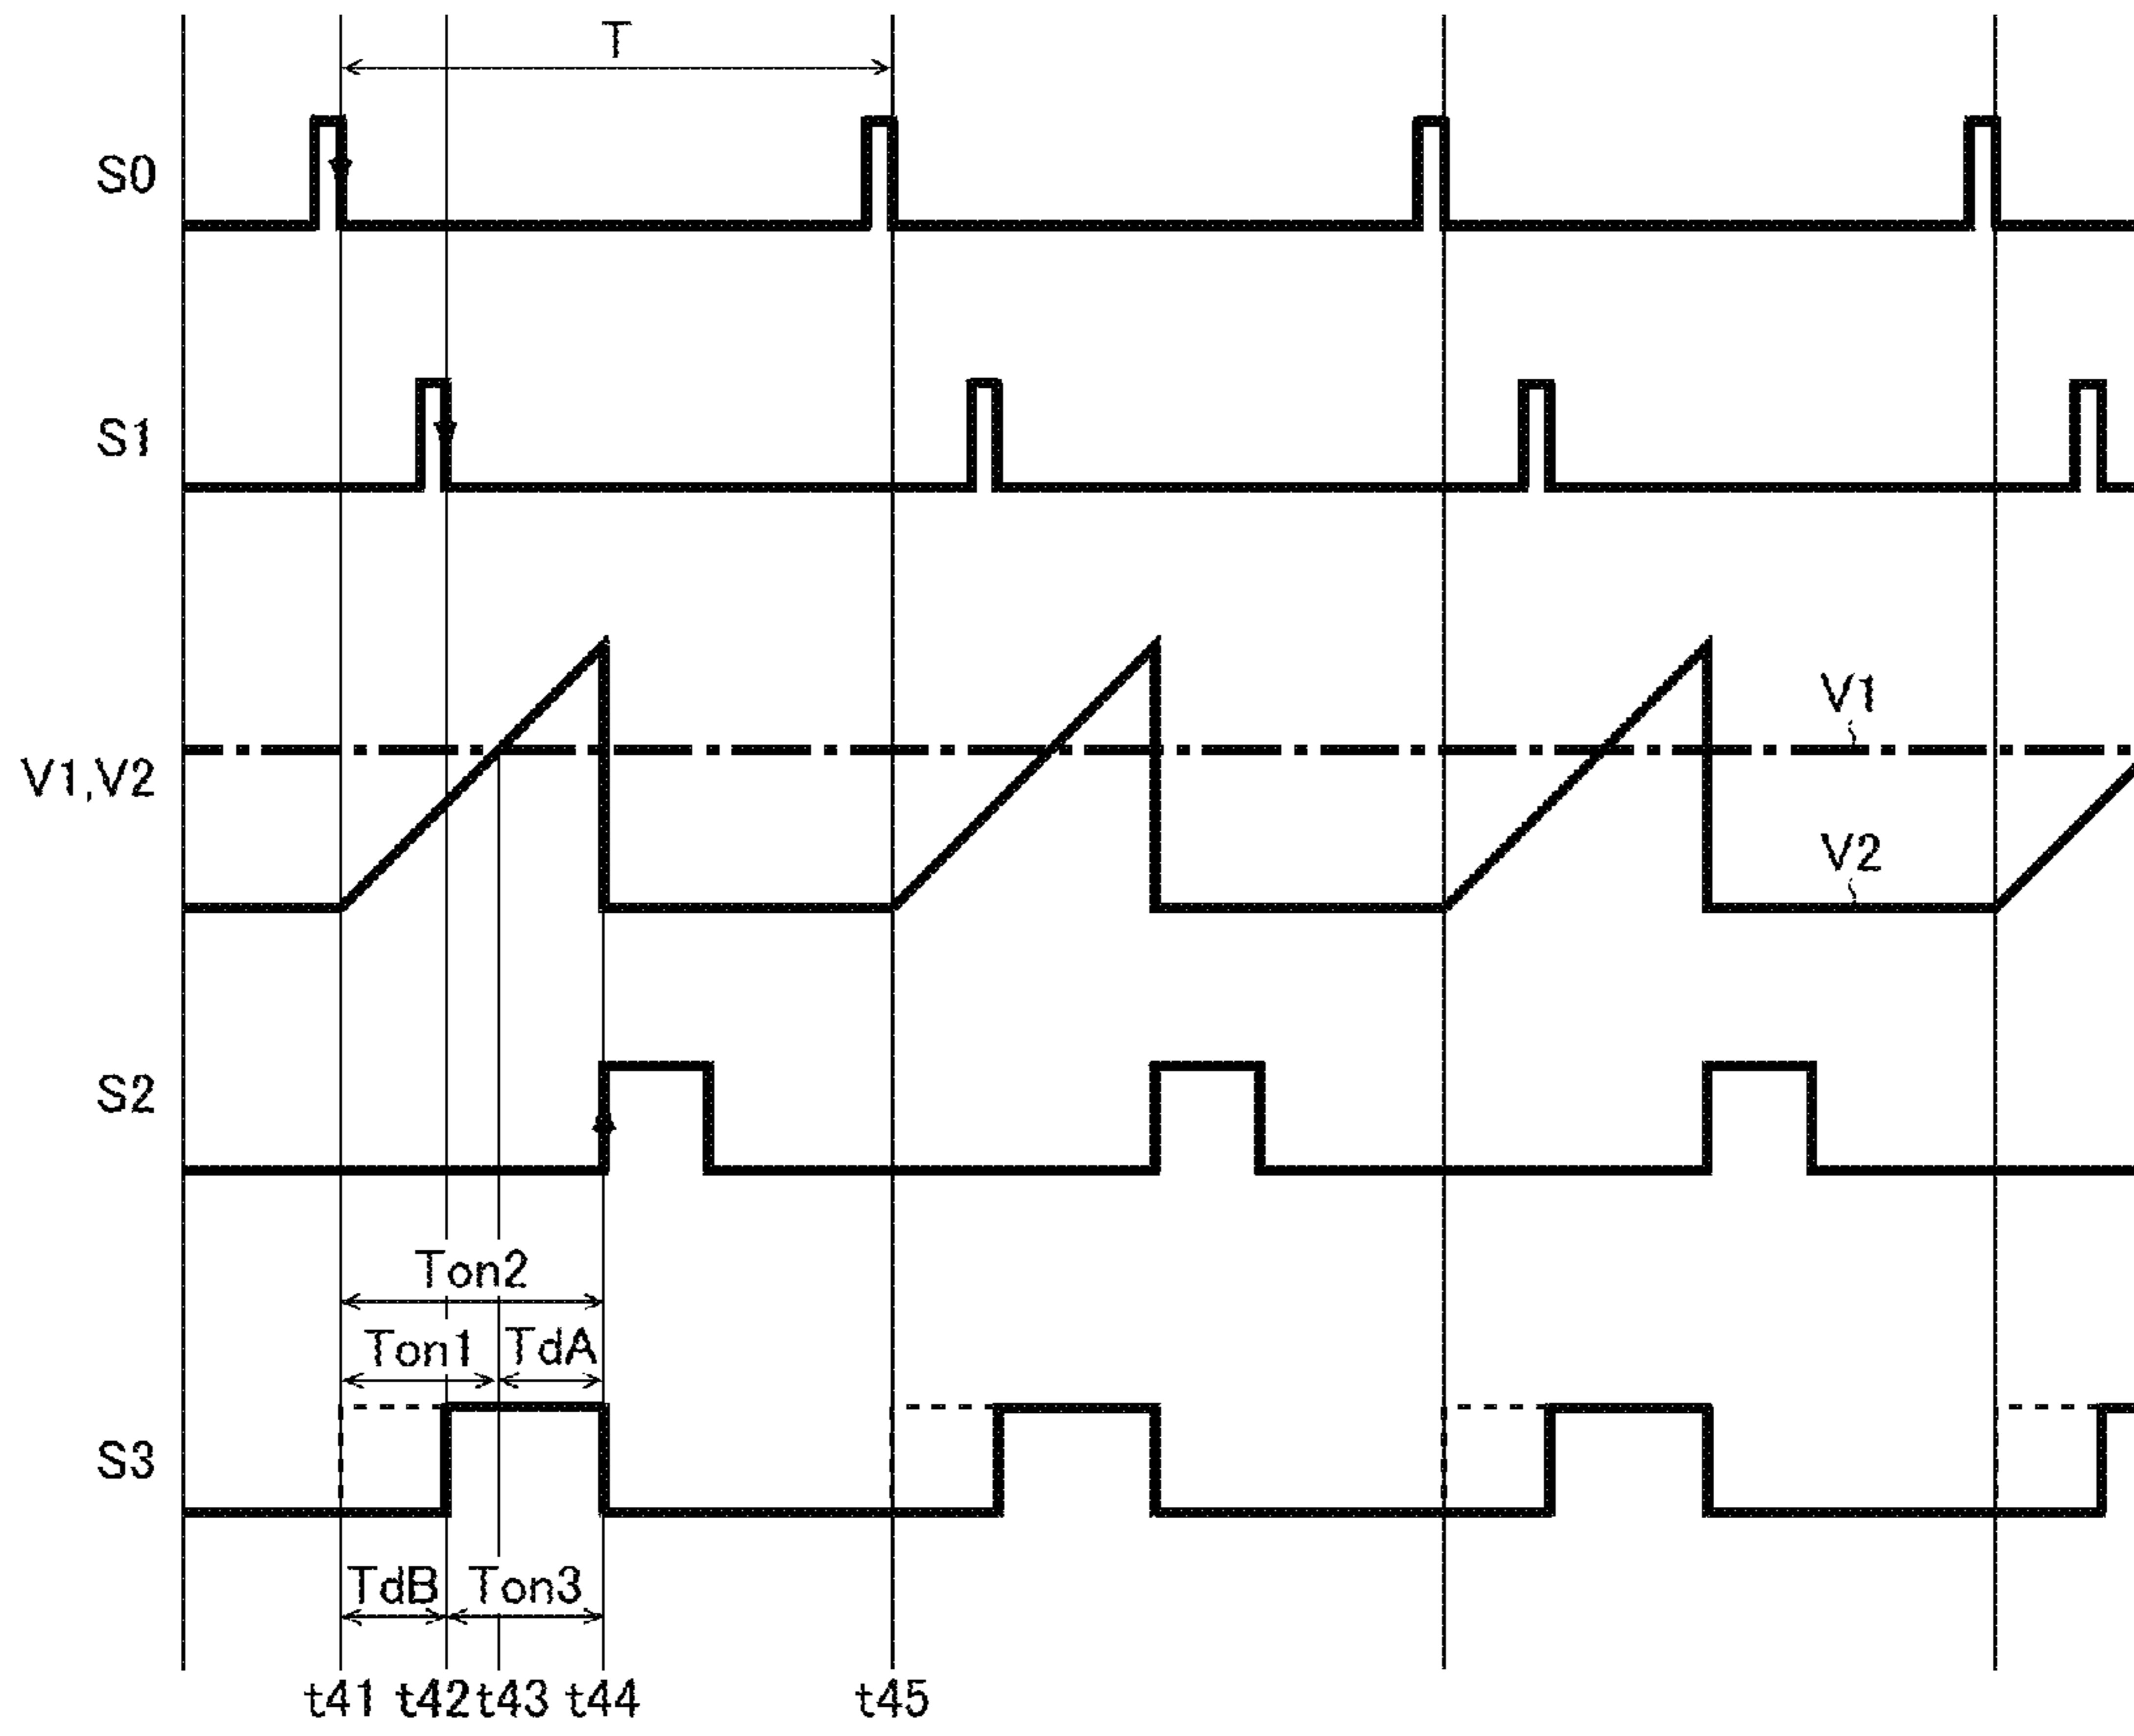 T
S0
S1
V1
V1,V2
V2
S2
Ton2
Ton1 TdA
S3
TdB Ton3
t41 t42 t43 t44 t45